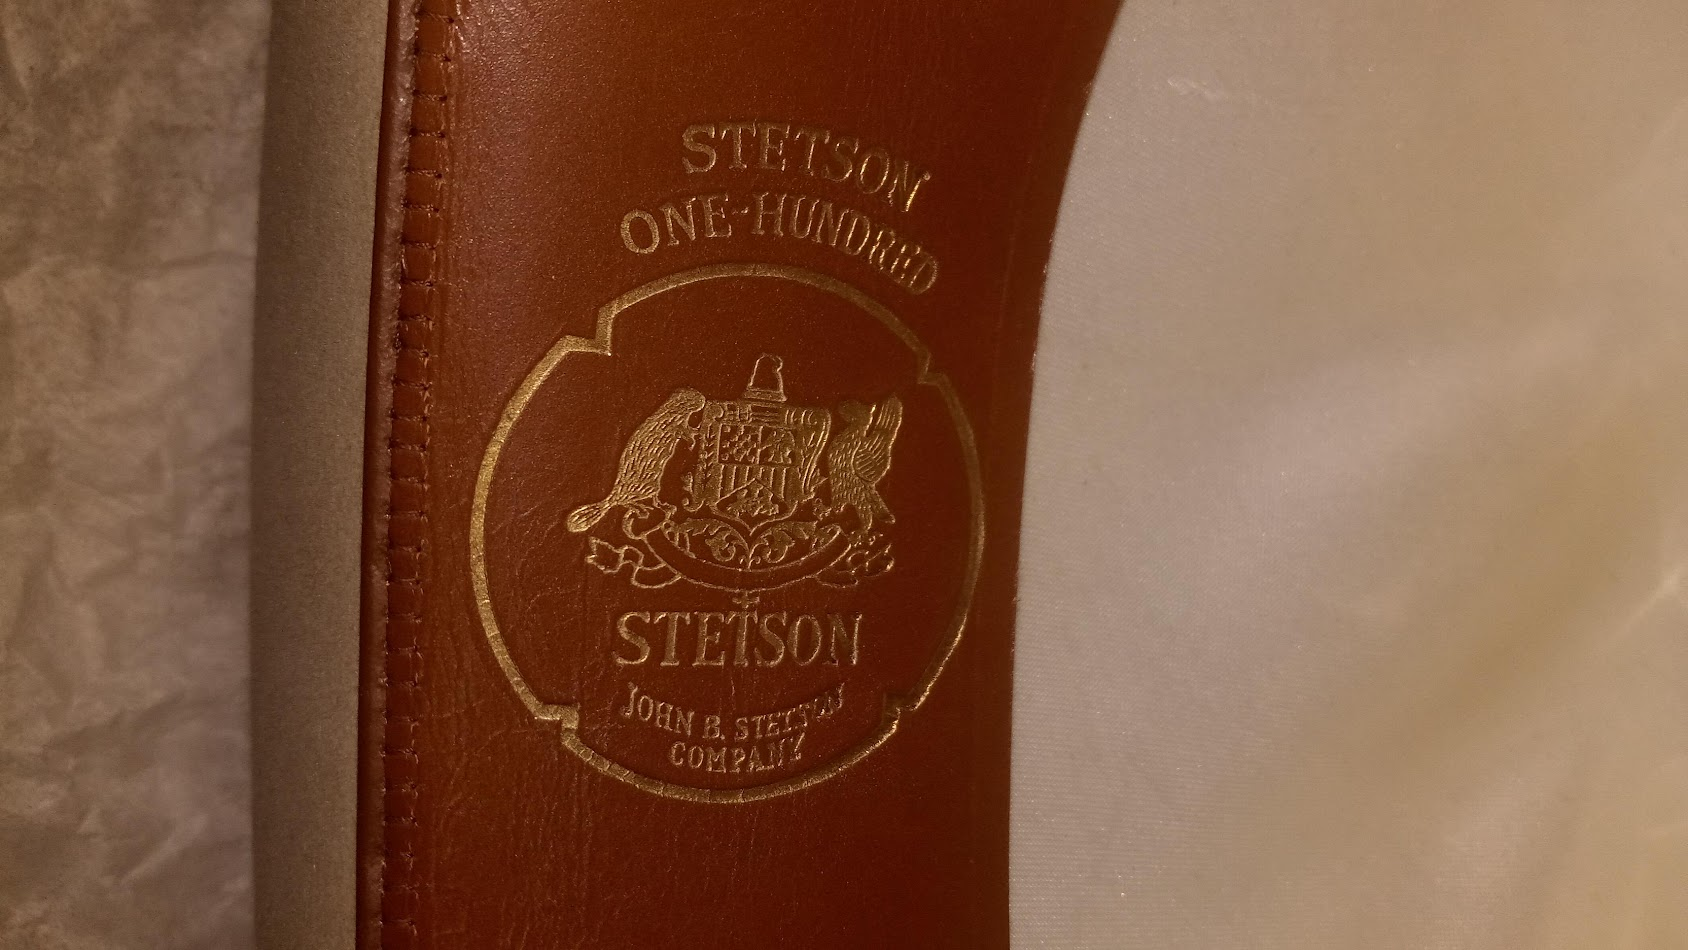 STETSON
ONE-HUNDRED
STETSON
JOHN B. STETSON
COMPANY